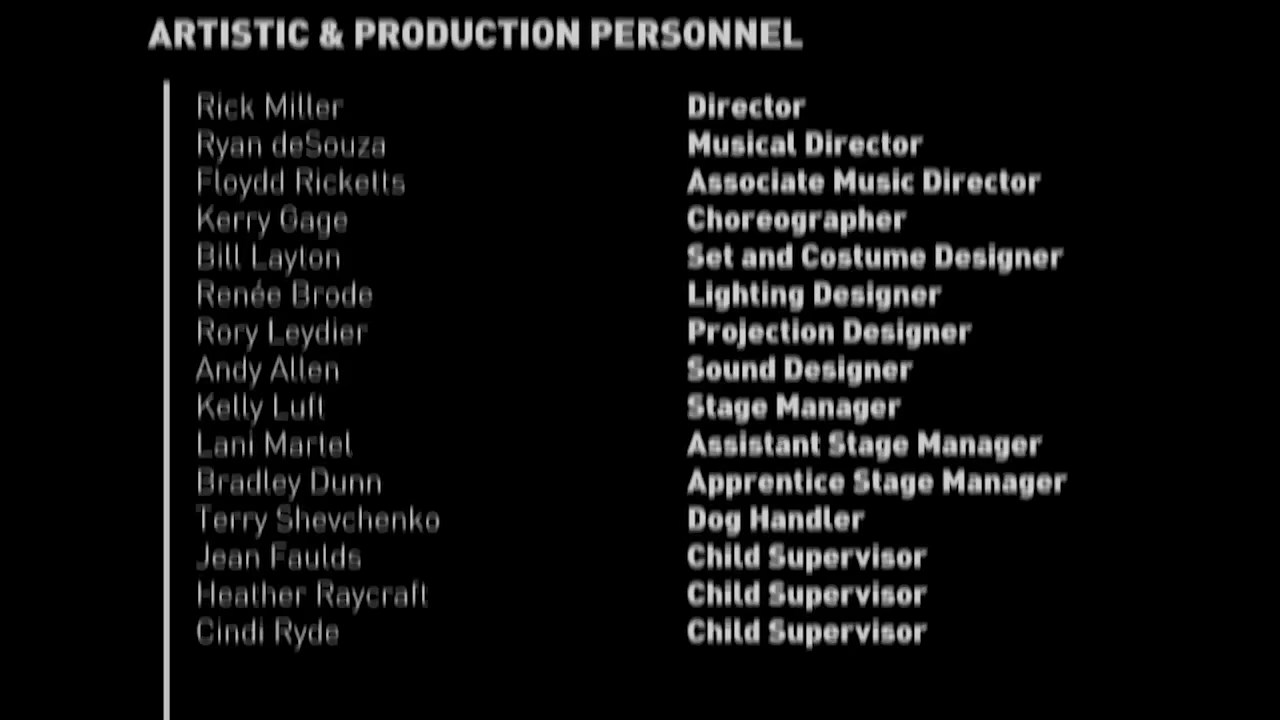 ARTISTIC & PRODUCTION PERSONNEL
Rick Miller Director
Ryan deSouza Musical Director
Floydd Ricketts Associate Music Director
Kerry Gage Choreographer
Bill Layton Set and Costume Designer
Renée Brode Lighting Designer
Rory Leydier Projection Designer
Andy Allen Sound Designer
Kelly Luft Stage Manager
Lani Martel Assistant Stage Manager
Bradley Dunn Apprentice Stage Manager
Terry Shevchenko Dog Handler
Jean Faulds Child Supervisor
Heather Raycraft Child Supervisor
Cindi Ryde Child Supervisor